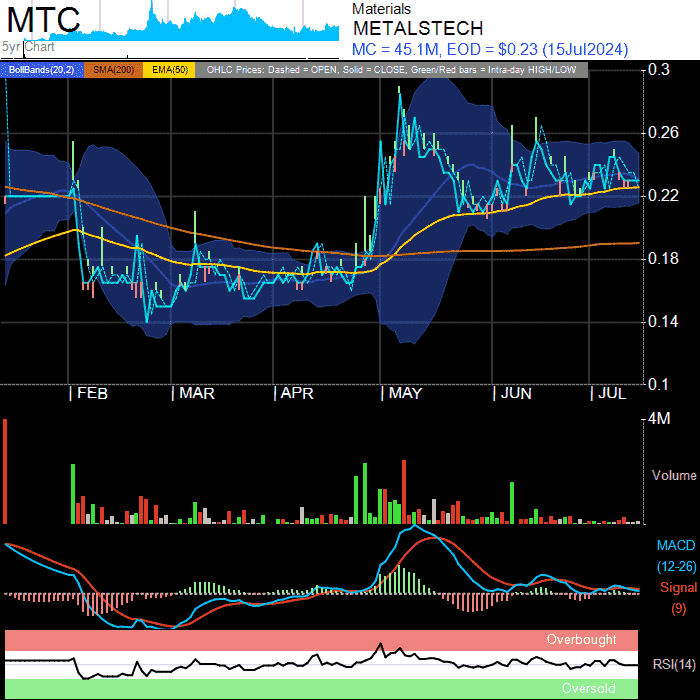 MTC
Materials
METALSTECH
5yr Chart
MC = 45.1M, EOD = $0.23 (15Jul2024)
BollBands(20,2) SMA(200) EMA(50) OHLC Prices: Dashed = OPEN, Solid = CLOSE, Green/Red bars = Intra-day HIGH/LOW
0.3
0.26
0.22
0.18
0.14
0.1
FEB MAR APR MAY JUN JUL
4M
Volume
MACD
(12-26)
Signal
(9)
Overbought
RSI(14)
Oversold